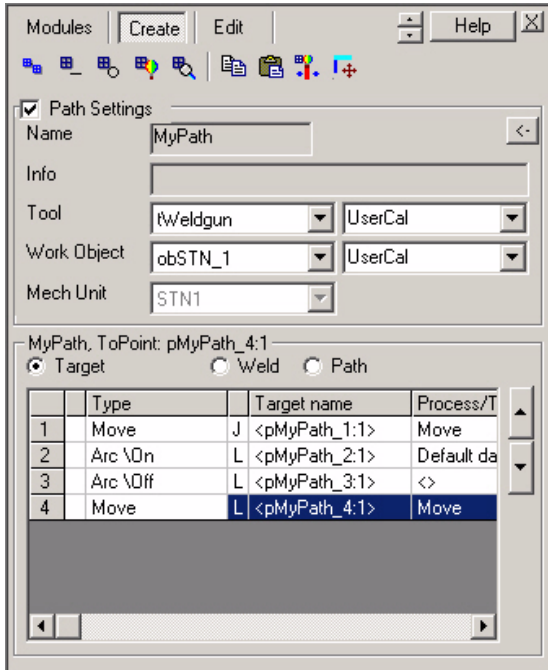 Modules Create Edit Help X
Path Settings
Name MyPath <-
Info
Tool tWeldgun UserCal
Work Object obSTN_1 UserCal
Mech Unit STN1
MyPath, ToPoint: pMyPath_4:1
Target Weld Path
Type Target name Process/T
1 Move J <pMyPath_1:1> Move
2 Arc \On L <pMyPath_2:1> Default da
3 Arc \Off L <pMyPath_3:1> <>
4 Move L <pMyPath_4:1> Move